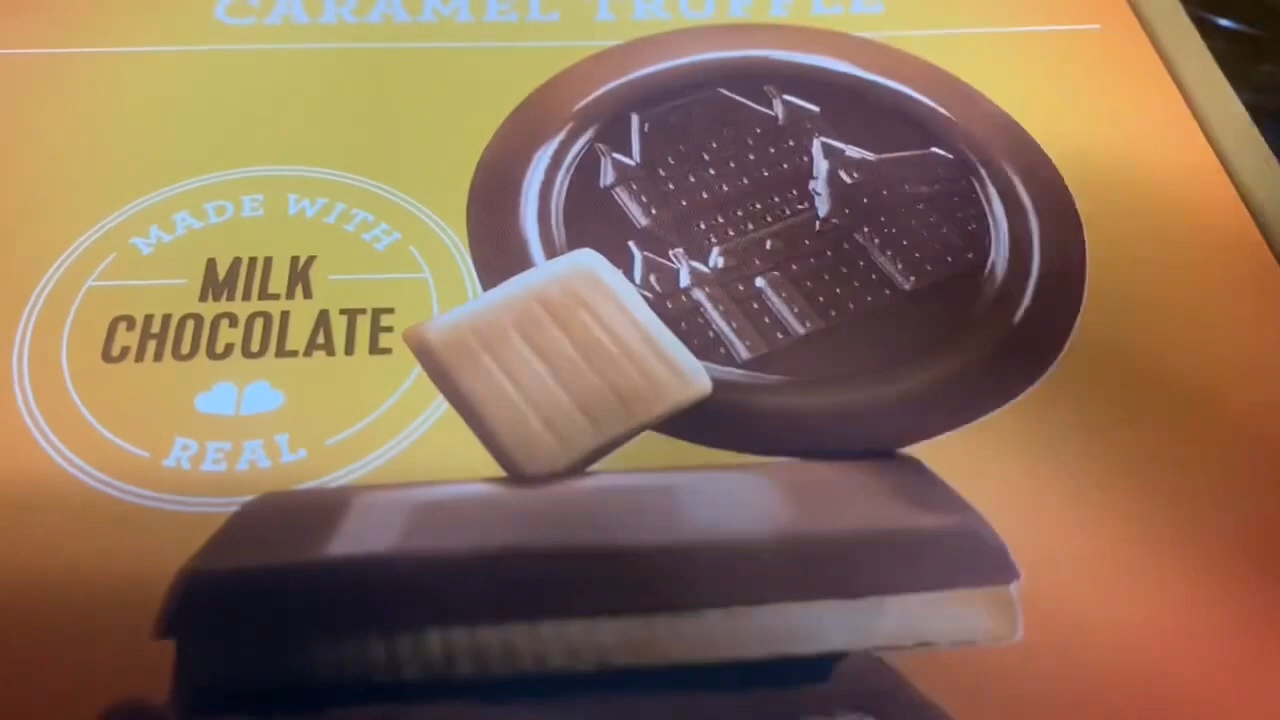 CARAMEL TRUFFLE
MADE WITH
MILK
CHOCOLATE
REAL